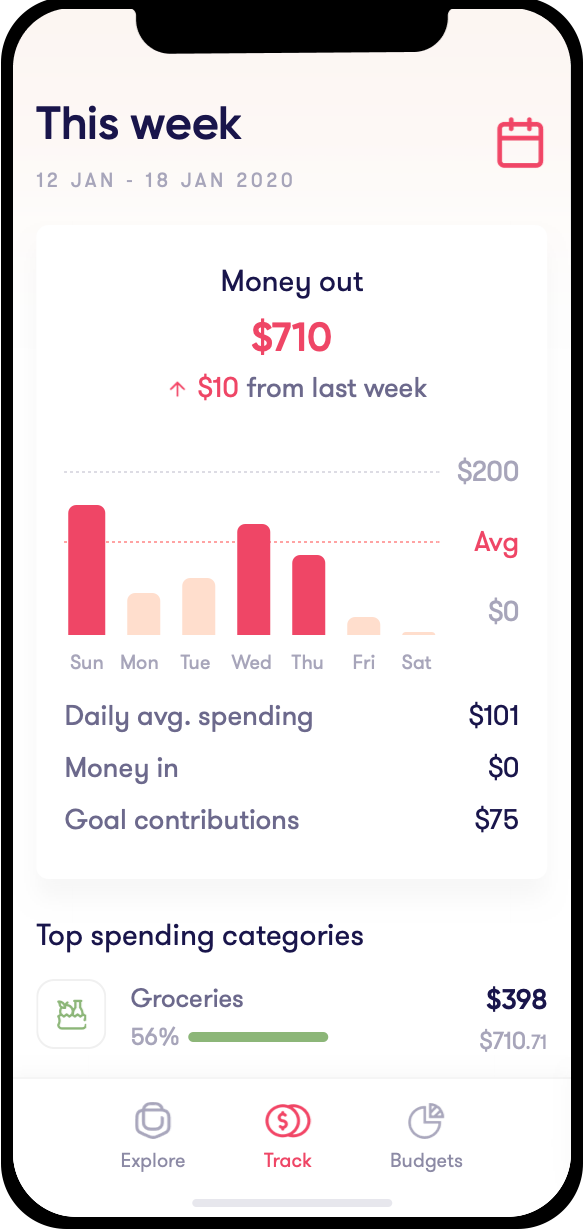 This week
12 JAN - 18 JAN 2020
Money out
$710
↑ $10 from last week
$200
Avg
$0
Sun Mon Tue Wed Thu Fri Sat
Daily avg. spending $101
Money in $0
Goal contributions $75
Top spending categories
Groceries $398
56% $710.71
Explore Track Budgets